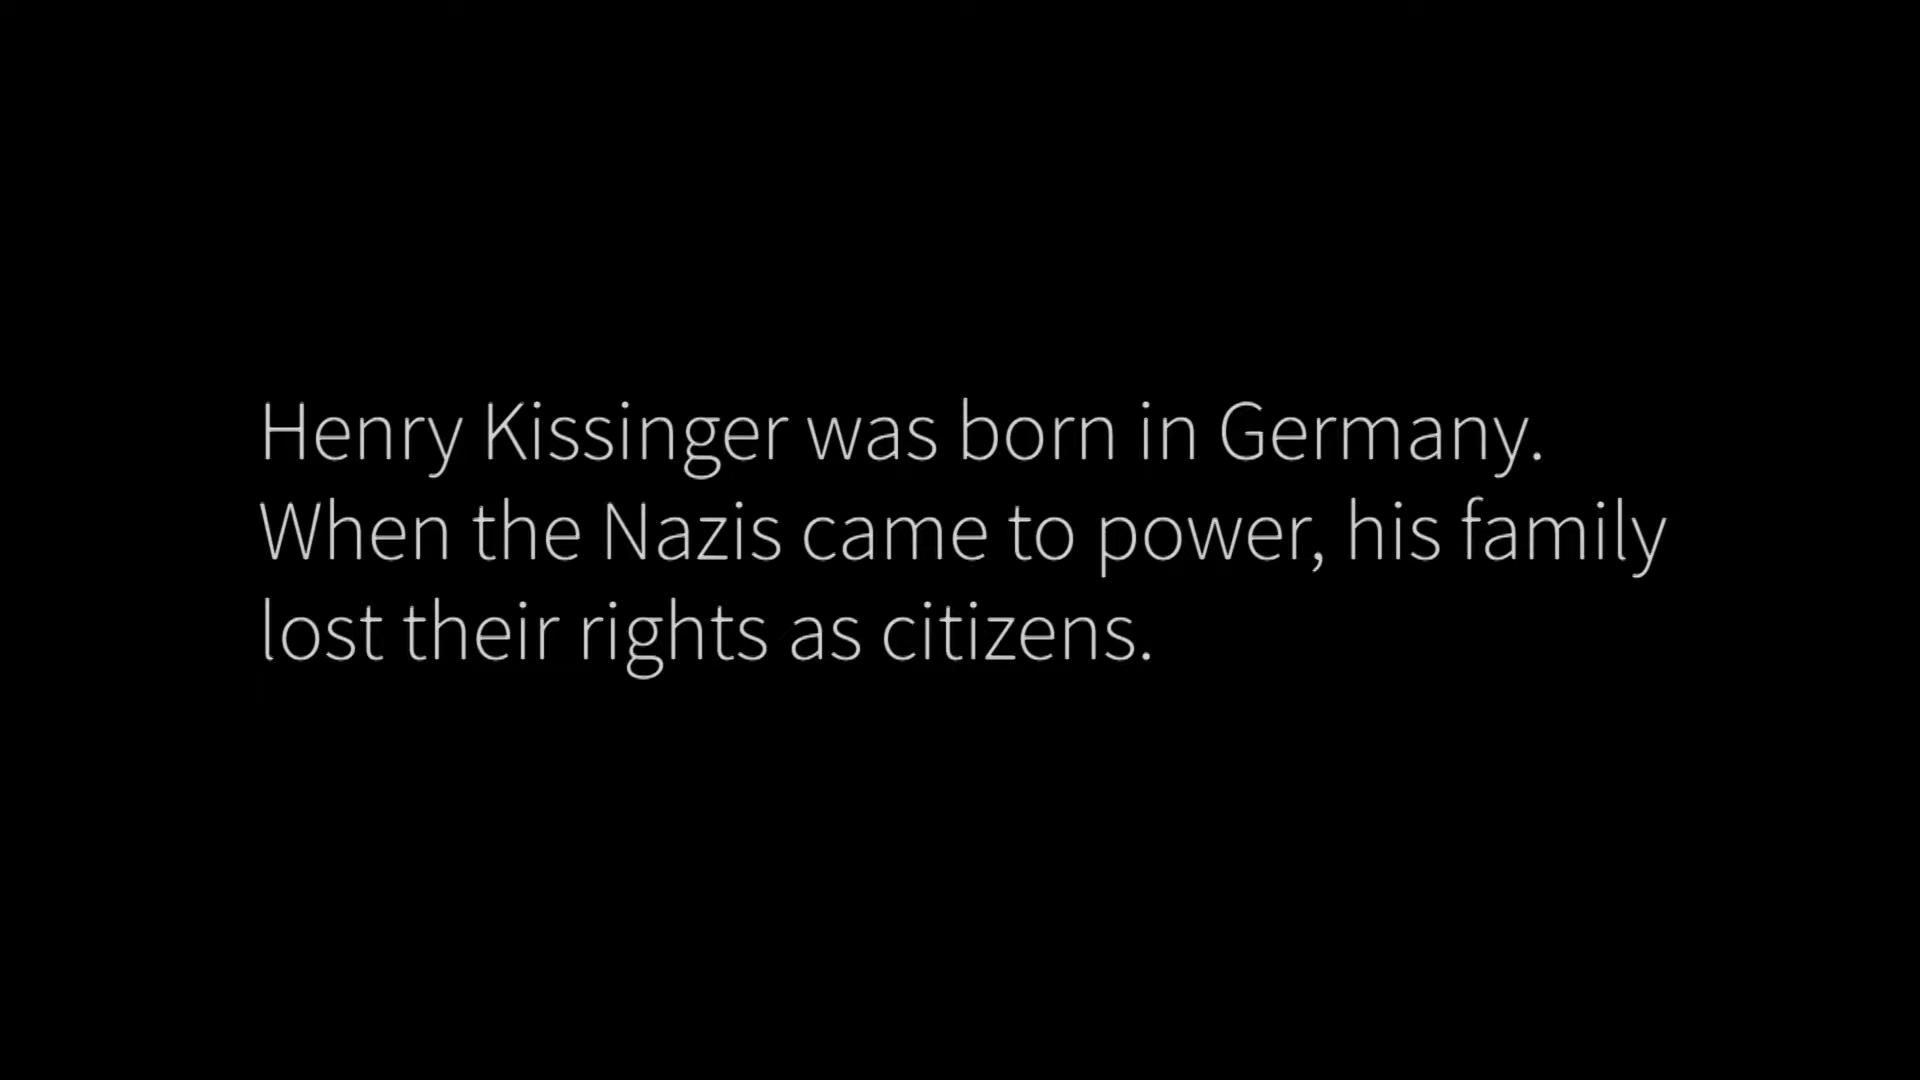 Henry Kissinger was born in Germany.
When the Nazis came to power, his family
lost their rights as citizens.